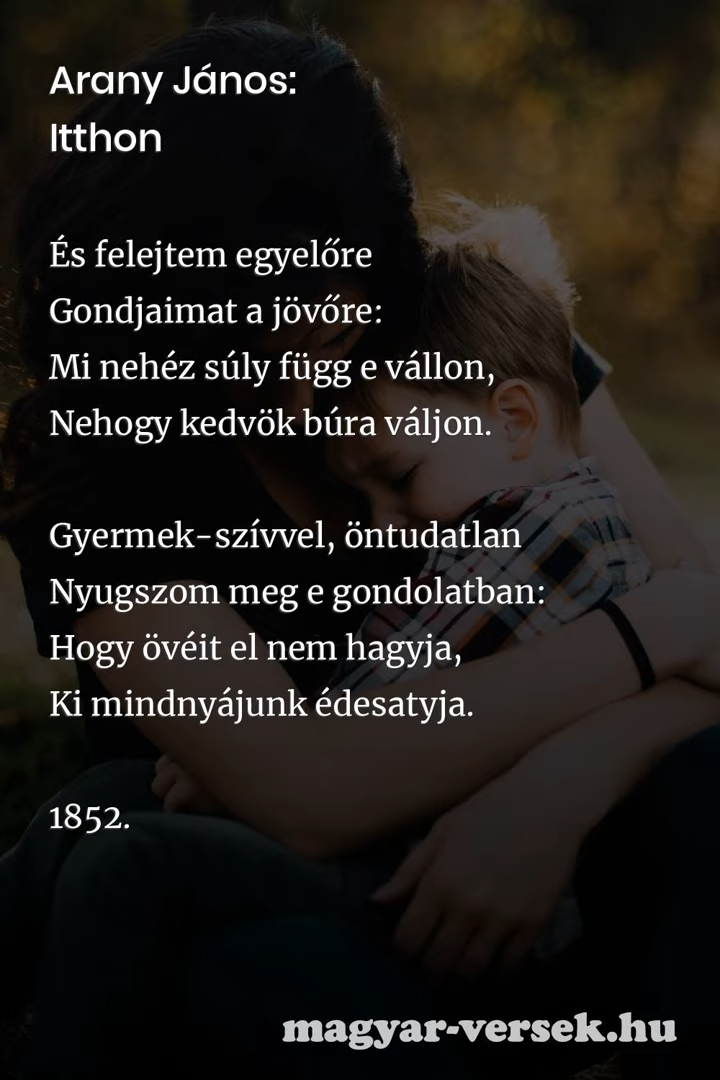 Arany János:
Itthon
És felejtem egyelőre
Gondjaimat a jövőre:
Mi nehéz súly függ e vállon,
Nehogy kedvök búra váljon.
Gyermek-szívvel, öntudatlan
Nyugszom meg e gondolatban:
Hogy övéit el nem hagyja,
Ki mindnyájunk édesatyja.
1852.
magyar-versek.hu